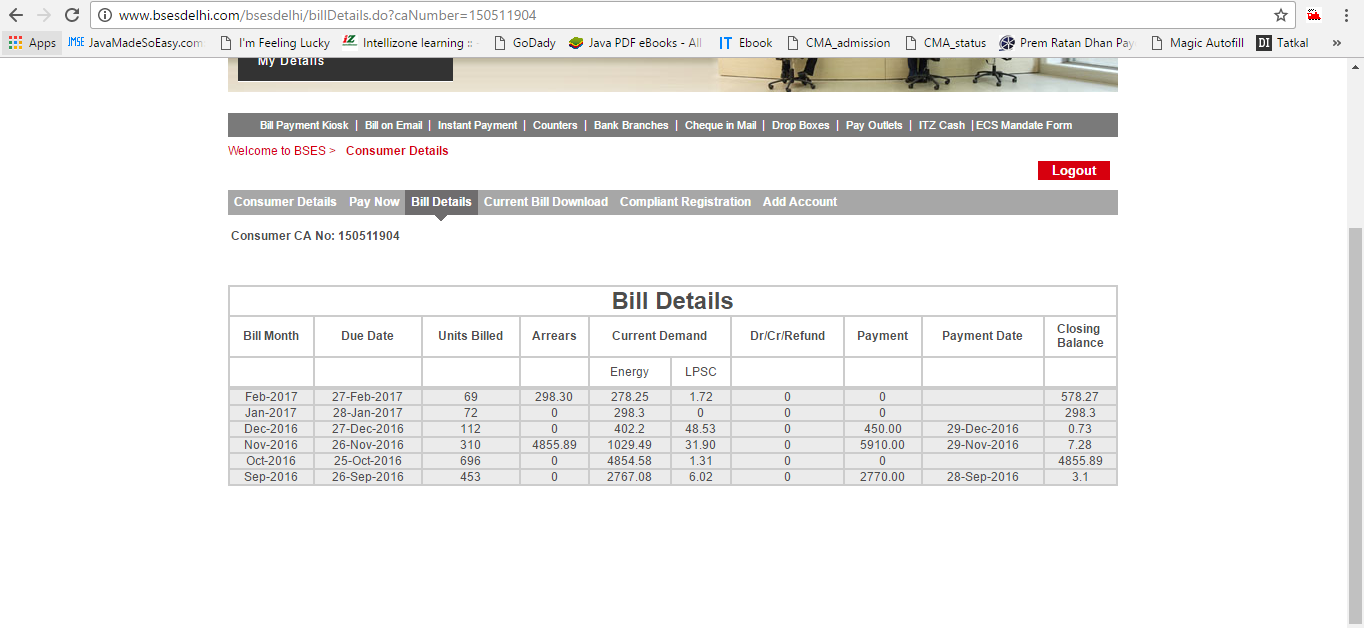 www.bsesdelhi.com/bsesdelhi/billDetails.do?caNumber=150511904
Apps JMSE JavaMadeSoEasy.com I'm Feeling Lucky iZ Intellizone learning :: - GoDady Java PDF eBooks - All IT Ebook CMA_admission CMA_status Prem Ratan Dhan Pay Magic Autofill DI Tatkal »
My Details
Bill Payment Kiosk | Bill on Email | Instant Payment | Counters | Bank Branches | Cheque in Mail | Drop Boxes | Pay Outlets | ITZ Cash | ECS Mandate Form
Welcome to BSES > Consumer Details
Logout
Consumer Details Pay Now Bill Details Current Bill Download Compliant Registration Add Account
Consumer CA No: 150511904
Bill Details
Bill Month Due Date Units Billed Arrears Current Demand Dr/Cr/Refund Payment Payment Date Closing Balance
Energy LPSC
Feb-2017 27-Feb-2017 69 298.30 278.25 1.72 0 0 578.27
Jan-2017 28-Jan-2017 72 0 298.3 0 0 0 298.3
Dec-2016 27-Dec-2016 112 0 402.2 48.53 0 450.00 29-Dec-2016 0.73
Nov-2016 26-Nov-2016 310 4855.89 1029.49 31.90 0 5910.00 29-Nov-2016 7.28
Oct-2016 25-Oct-2016 696 0 4854.58 1.31 0 0 4855.89
Sep-2016 26-Sep-2016 453 0 2767.08 6.02 0 2770.00 28-Sep-2016 3.1